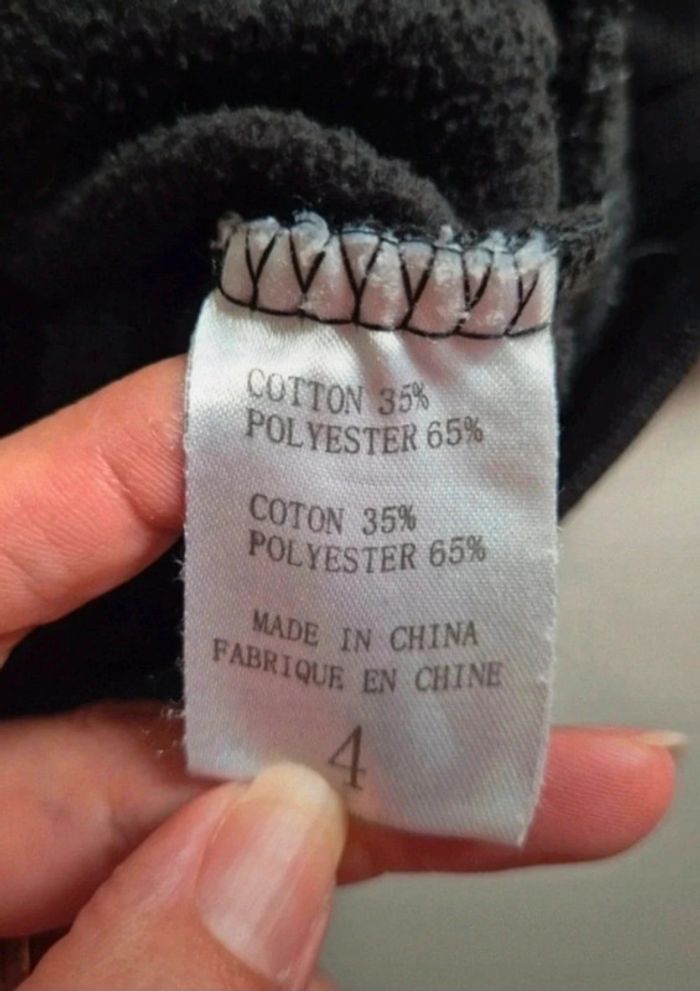 COTTON 35%
POLYESTER 65%
COTON 35%
POLYESTER 65%
MADE IN CHINA
FABRIQUE EN CHINE
4